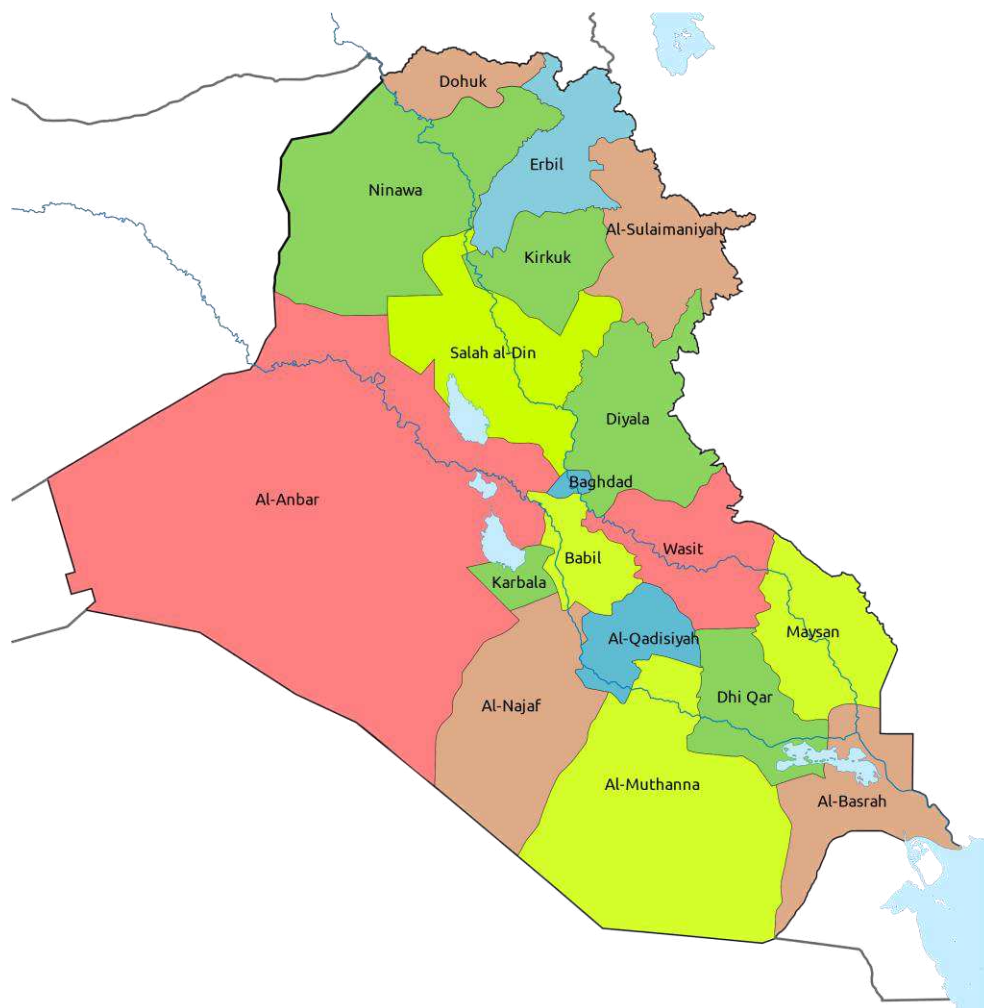 Dohuk
Erbil
Ninawa
Al-Sulaimaniyah
Kirkuk
Salah al-Din
Diyala
Baghdad
Al-Anbar
Wasit
Babil
Karbala
Maysan
Al-Qadisiyah
Dhi Qar
Al-Najaf
Al-Muthanna
Al-Basrah